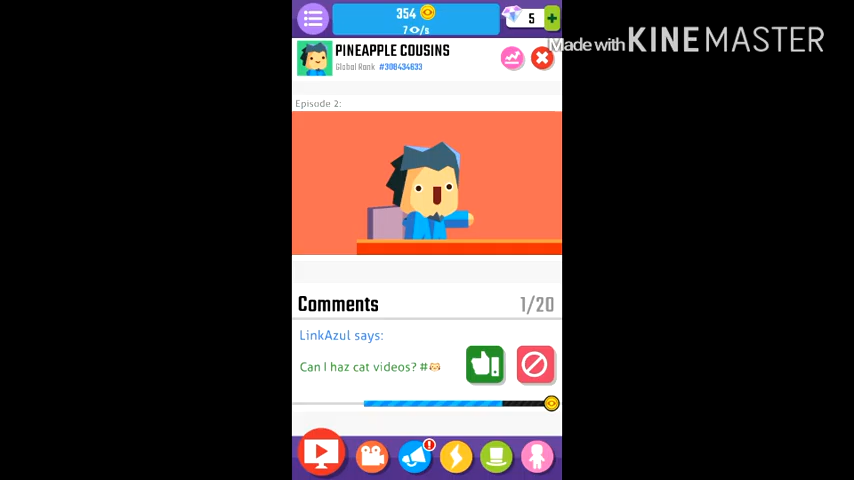 354
7/s
5
Made with KINEMASTER
PINEAPPLE COUSINS
Global Rank #308434633
Episode 2:
Comments 1/20
LinkAzul says:
Can I haz cat videos? #🐱